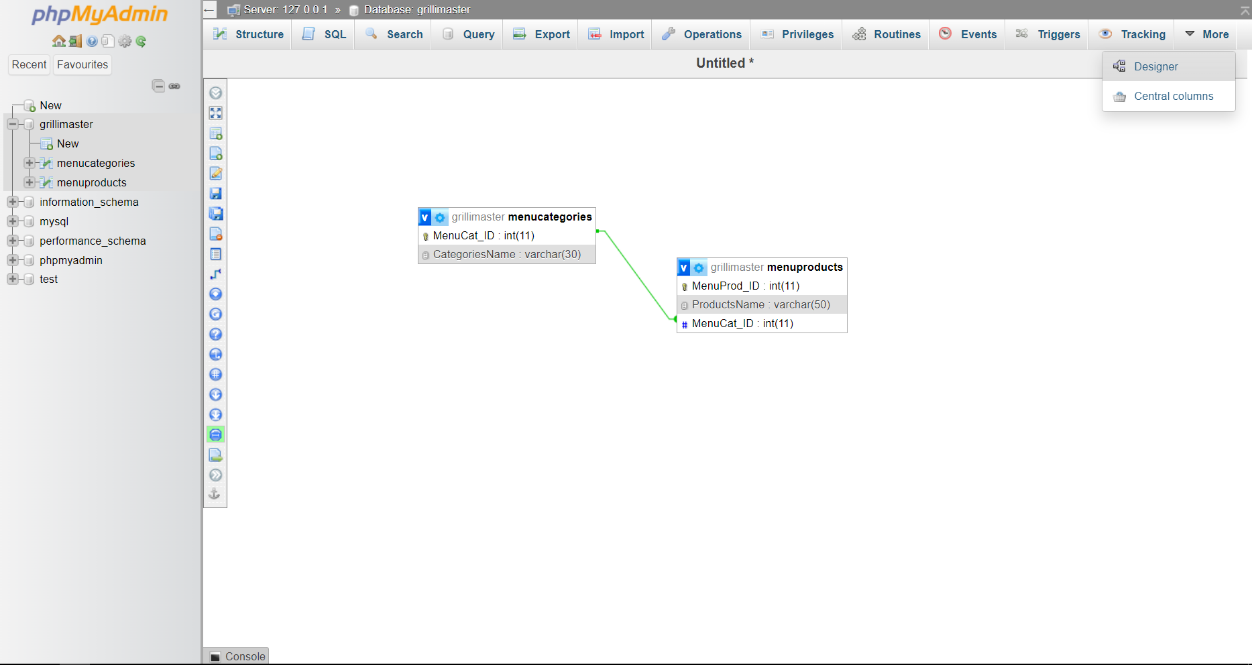 phpMyAdmin
Recent Favourites
New
grillimaster
New
menucategories
menuproducts
information_schema
mysql
performance_schema
phpmyadmin
test
Server: 127.0.0.1 » Database: grillimaster
Structure SQL Search Query Export Import Operations Privileges Routines Events Triggers Tracking More
Untitled *
Designer
Central columns
v grillimaster menucategories
MenuCat_ID : int(11)
CategoriesName : varchar(30)
v grillimaster menuproducts
MenuProd_ID : int(11)
ProductsName : varchar(50)
# MenuCat_ID : int(11)
Console